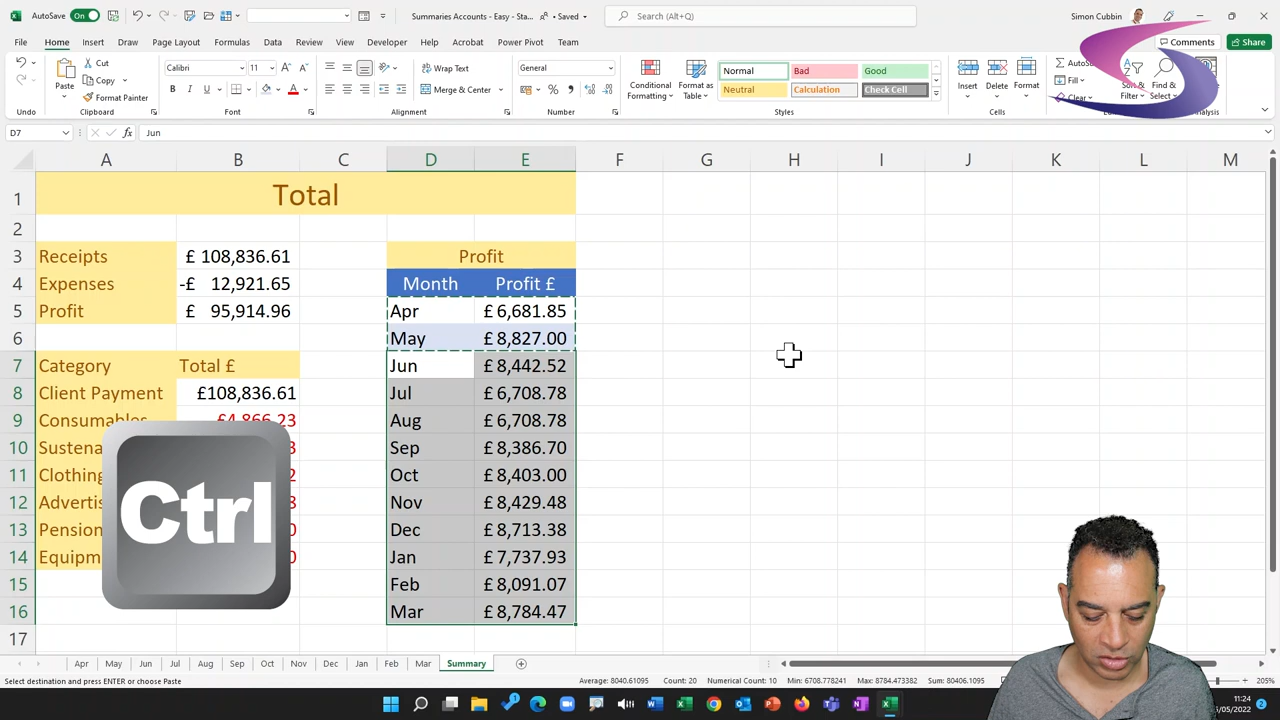 AutoSave On
Summaries Accounts - Easy - Sta... • Saved
Search (Alt+Q)
Simon Cubbin
File Home Insert Draw Page Layout Formulas Data Review View Developer Help Acrobat Power Pivot Team
Comments Share
Paste Cut
Copy
Format Painter
Calibri 11
B I U
Wrap Text
Merge & Center
General
Conditional Formatting
Format as Table
Normal Bad Good
Neutral Calculation Check Cell
Insert Delete Format
AutoSu
Fill
Clear
Sort & Filter
Find & Select
Undo Clipboard Font Alignment Number Styles Cells
D7 fx Jun
A B C D E F G H I J K L M
1 Total
2
3 Receipts £ 108,836.61 Profit
4 Expenses -£ 12,921.65 Month Profit £
5 Profit £ 95,914.96 Apr £ 6,681.85
6 May £ 8,827.00
7 Category Total £ Jun £ 8,442.52
8 Client Payment £108,836.61 Jul £ 6,708.78
9 Consumables £4,866.23 Aug £ 6,708.78
10 Sustena 3 Sep £ 8,386.70
11 Clothing 2 Oct £ 8,403.00
12 Advertis 3 Nov £ 8,429.48
13 Pension 0 Dec £ 8,713.38
14 Equipm 0 Jan £ 7,737.93
15 Feb £ 8,091.07
16 Mar £ 8,784.47
17
Ctrl
Apr May Jun Jul Aug Sep Oct Nov Dec Jan Feb Mar Summary
Select destination and press ENTER or choose Paste
Average: 8040.61095 Count: 20 Numerical Count: 10 Min: 6708.778241 Max: 8784.473382 Sum: 80406.1095
205%
11:24
/05/2022